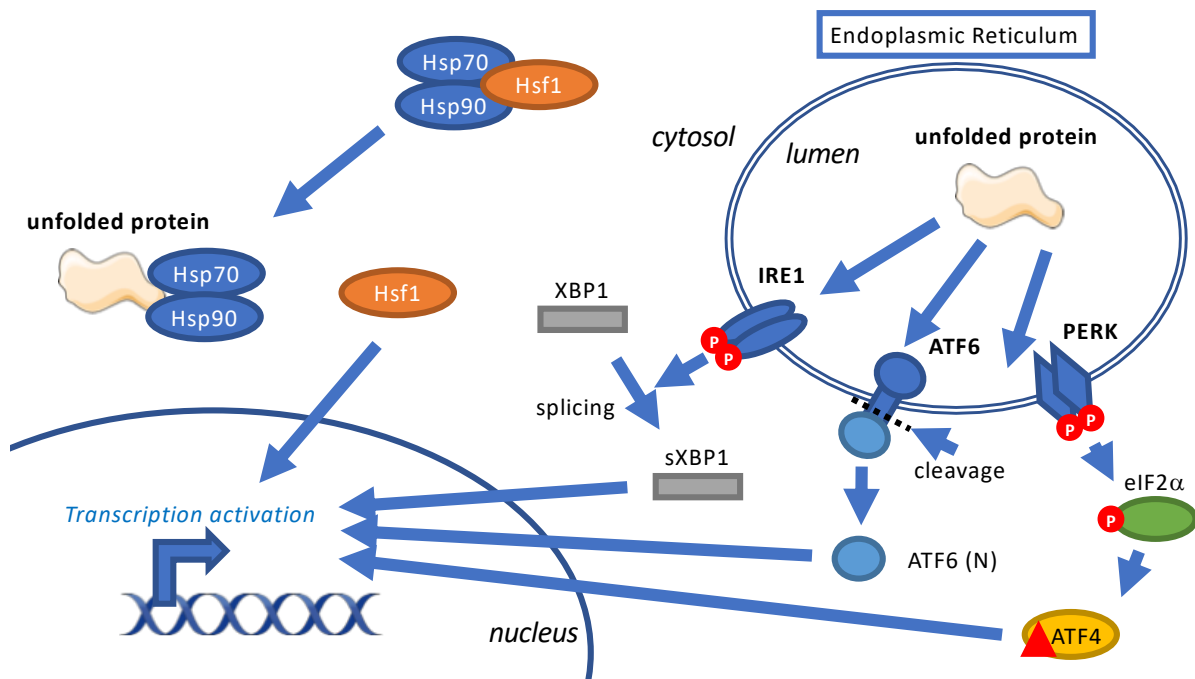 Endoplasmic Reticulum
Hsp70
Hsf1
Hsp90
cytosol
lumen
unfolded protein
unfolded protein
Hsp70
Hsp90
Hsf1
XBP1
IRE1
P
P
ATF6
PERK
P
P
splicing
cleavage
sXBP1
eIF2α
P
Transcription activation
ATF6 (N)
nucleus
ATF4